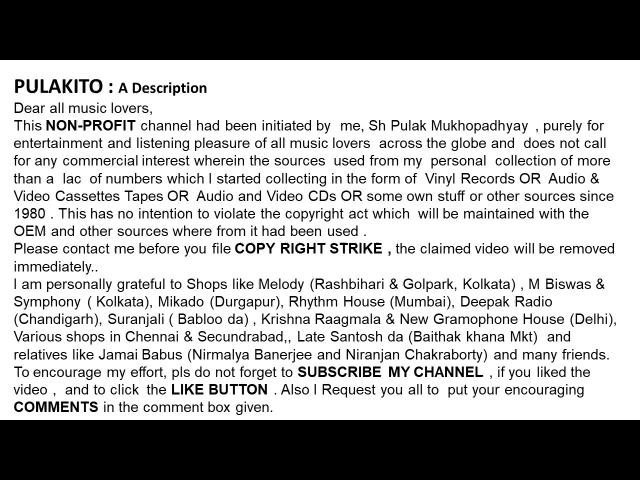 PULAKITO : A Description
Dear all music lovers,
This NON-PROFIT channel had been initiated by me, Sh Pulak Mukhopadhyay , purely for
entertainment and listening pleasure of all music lovers across the globe and does not call
for any commercial interest wherein the sources used from my personal collection of more
than a lac of numbers which I started collecting in the form of Vinyl Records OR Audio &
Video Cassettes Tapes OR Audio and Video CDs OR some own stuff or other sources since
1980 . This has no intention to violate the copyright act which will be maintained with the
OEM and other sources where from it had been used .
Please contact me before you file COPY RIGHT STRIKE , the claimed video will be removed
immediately..
I am personally grateful to Shops like Melody (Rashbihari & Golpark, Kolkata) , M Biswas &
Symphony ( Kolkata), Mikado (Durgapur), Rhythm House (Mumbai), Deepak Radio
(Chandigarh), Suranjali ( Babloo da) , Krishna Raagmala & New Gramophone House (Delhi),
Various shops in Chennai & Secundrabad,, Late Santosh da (Baithak khana Mkt) and
relatives like Jamai Babus (Nirmalya Banerjee and Niranjan Chakraborty) and many friends.
To encourage my effort, pls do not forget to SUBSCRIBE MY CHANNEL , if you liked the
video , and to click the LIKE BUTTON . Also I Request you all to put your encouraging
COMMENTS in the comment box given.